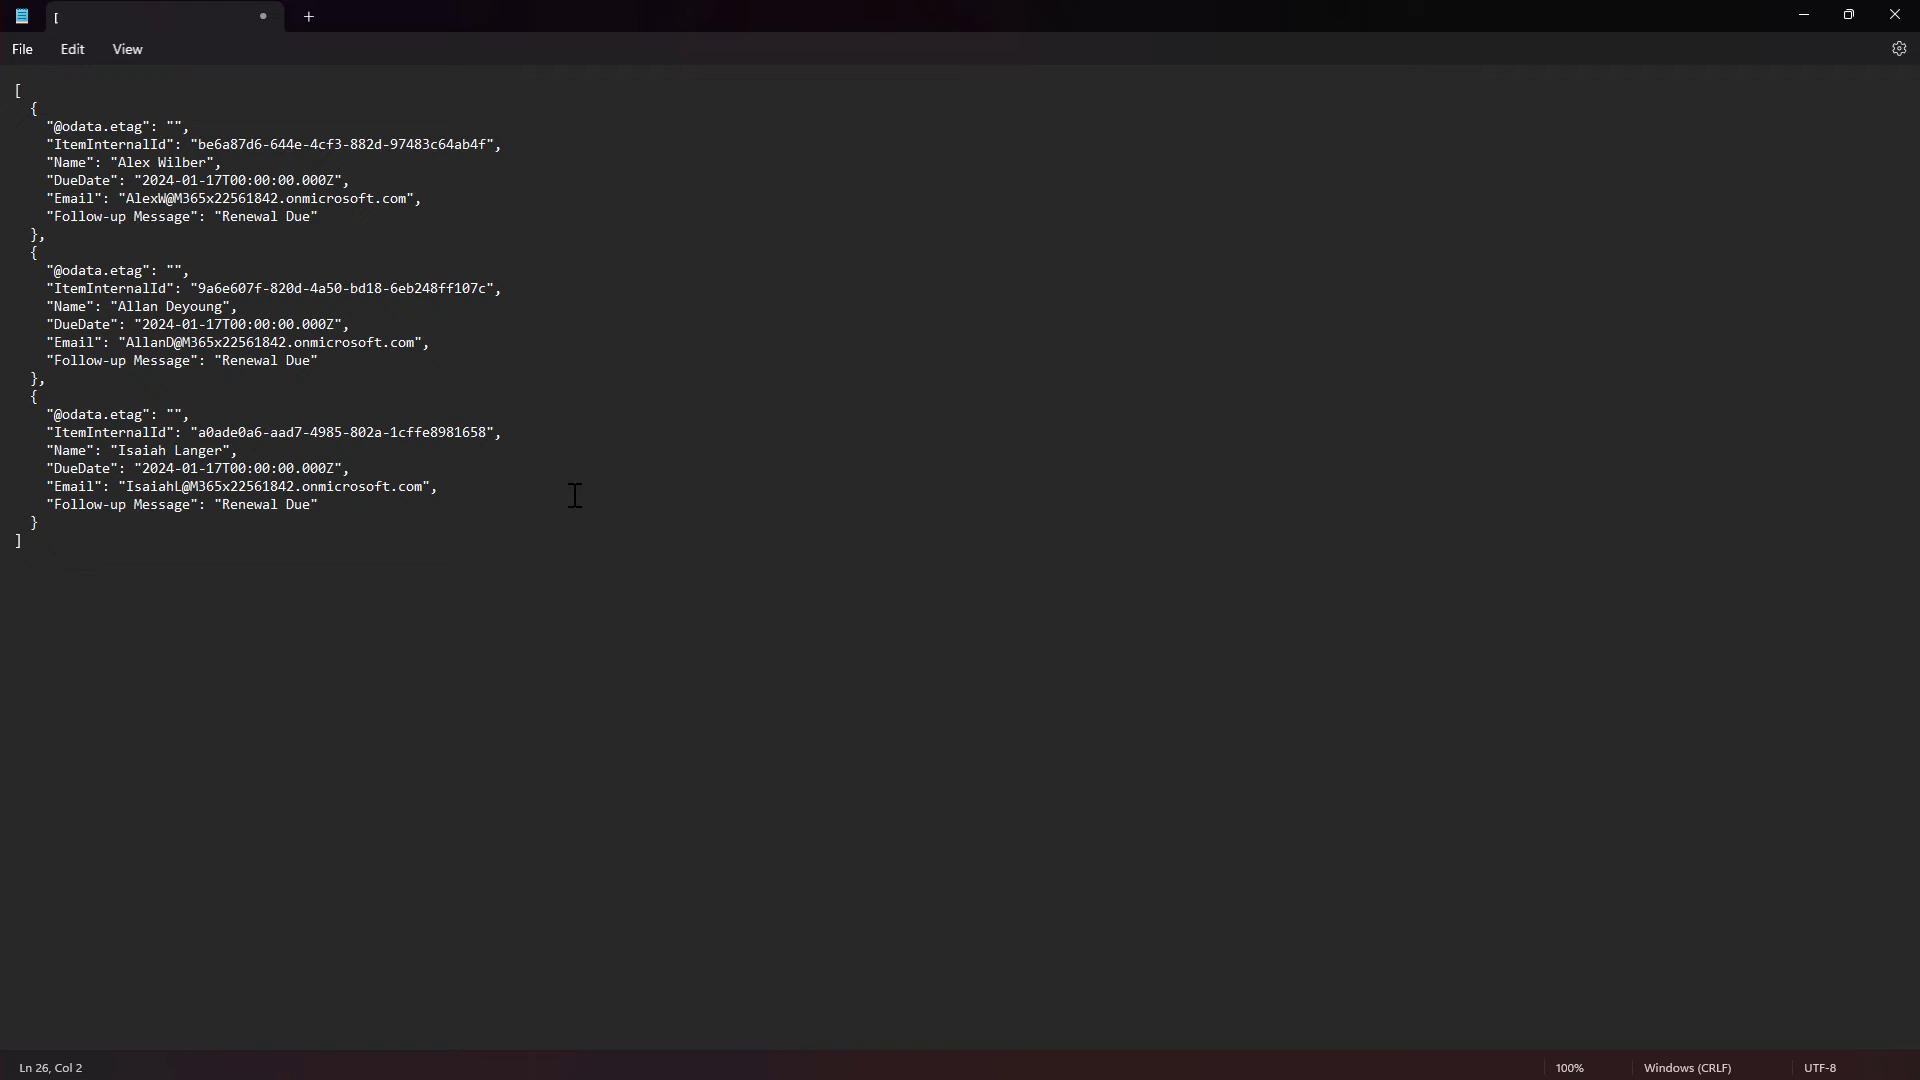 [
File Edit View
[
{
"@odata.etag": "",
"ItemInternalId": "be6a87d6-644e-4cf3-882d-97483c64ab4f",
"Name": "Alex Wilber",
"DueDate": "2024-01-17T00:00:00.000Z",
"Email": "AlexW@M365x22561842.onmicrosoft.com",
"Follow-up Message": "Renewal Due"
},
{
"@odata.etag": "",
"ItemInternalId": "9a6e607f-820d-4a50-bd18-6eb248ff107c",
"Name": "Allan Deyoung",
"DueDate": "2024-01-17T00:00:00.000Z",
"Email": "AllanD@M365x22561842.onmicrosoft.com",
"Follow-up Message": "Renewal Due"
},
{
"@odata.etag": "",
"ItemInternalId": "a0ade0a6-aad7-4985-802a-1cffe8981658",
"Name": "Isaiah Langer",
"DueDate": "2024-01-17T00:00:00.000Z",
"Email": "IsaiahL@M365x22561842.onmicrosoft.com",
"Follow-up Message": "Renewal Due"
}
]
Ln 26, Col 2 100% Windows (CRLF) UTF-8